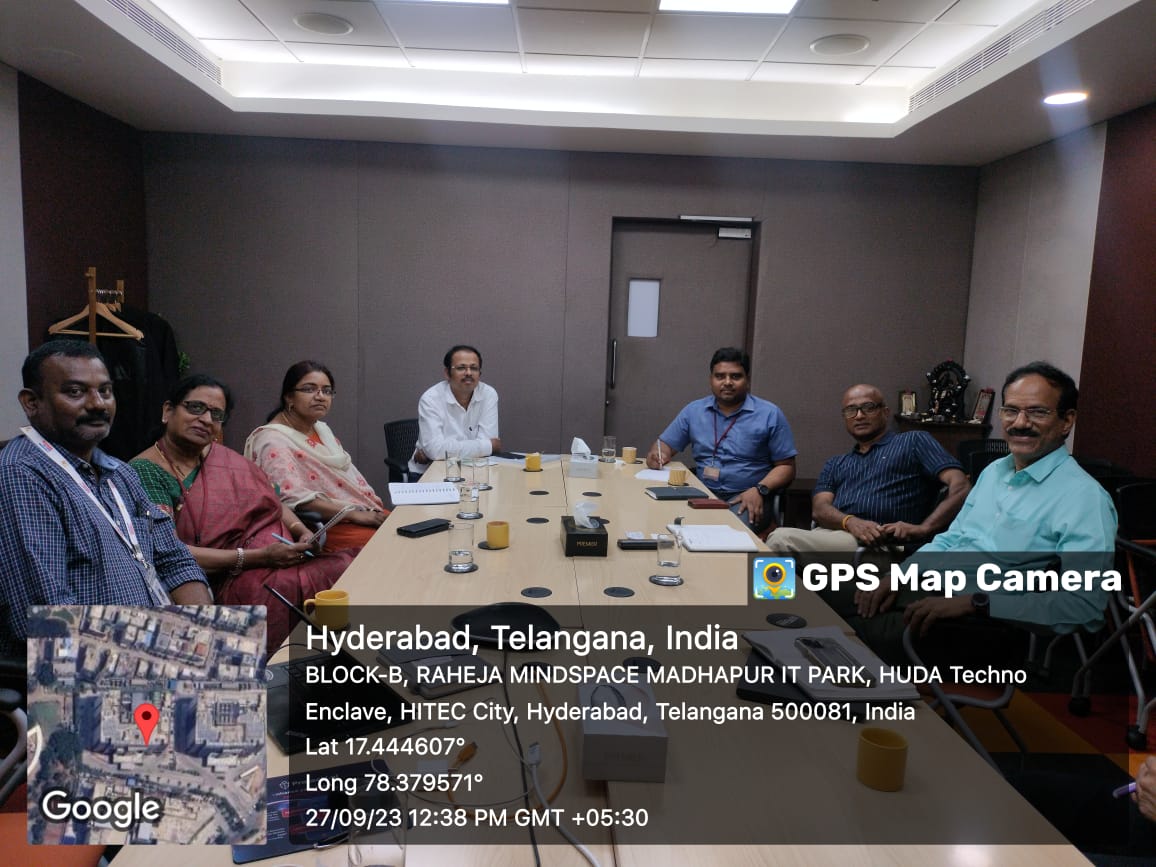 PREMIER
GPS Map Camera
Hyderabad, Telangana, India
BLOCK-B, RAHEJA MINDSPACE MADHAPUR IT PARK, HUDA Techno
Enclave, HITEC City, Hyderabad, Telangana 500081, India
Lat 17.444607°
Long 78.379571°
27/09/23 12:38 PM GMT +05:30
Google